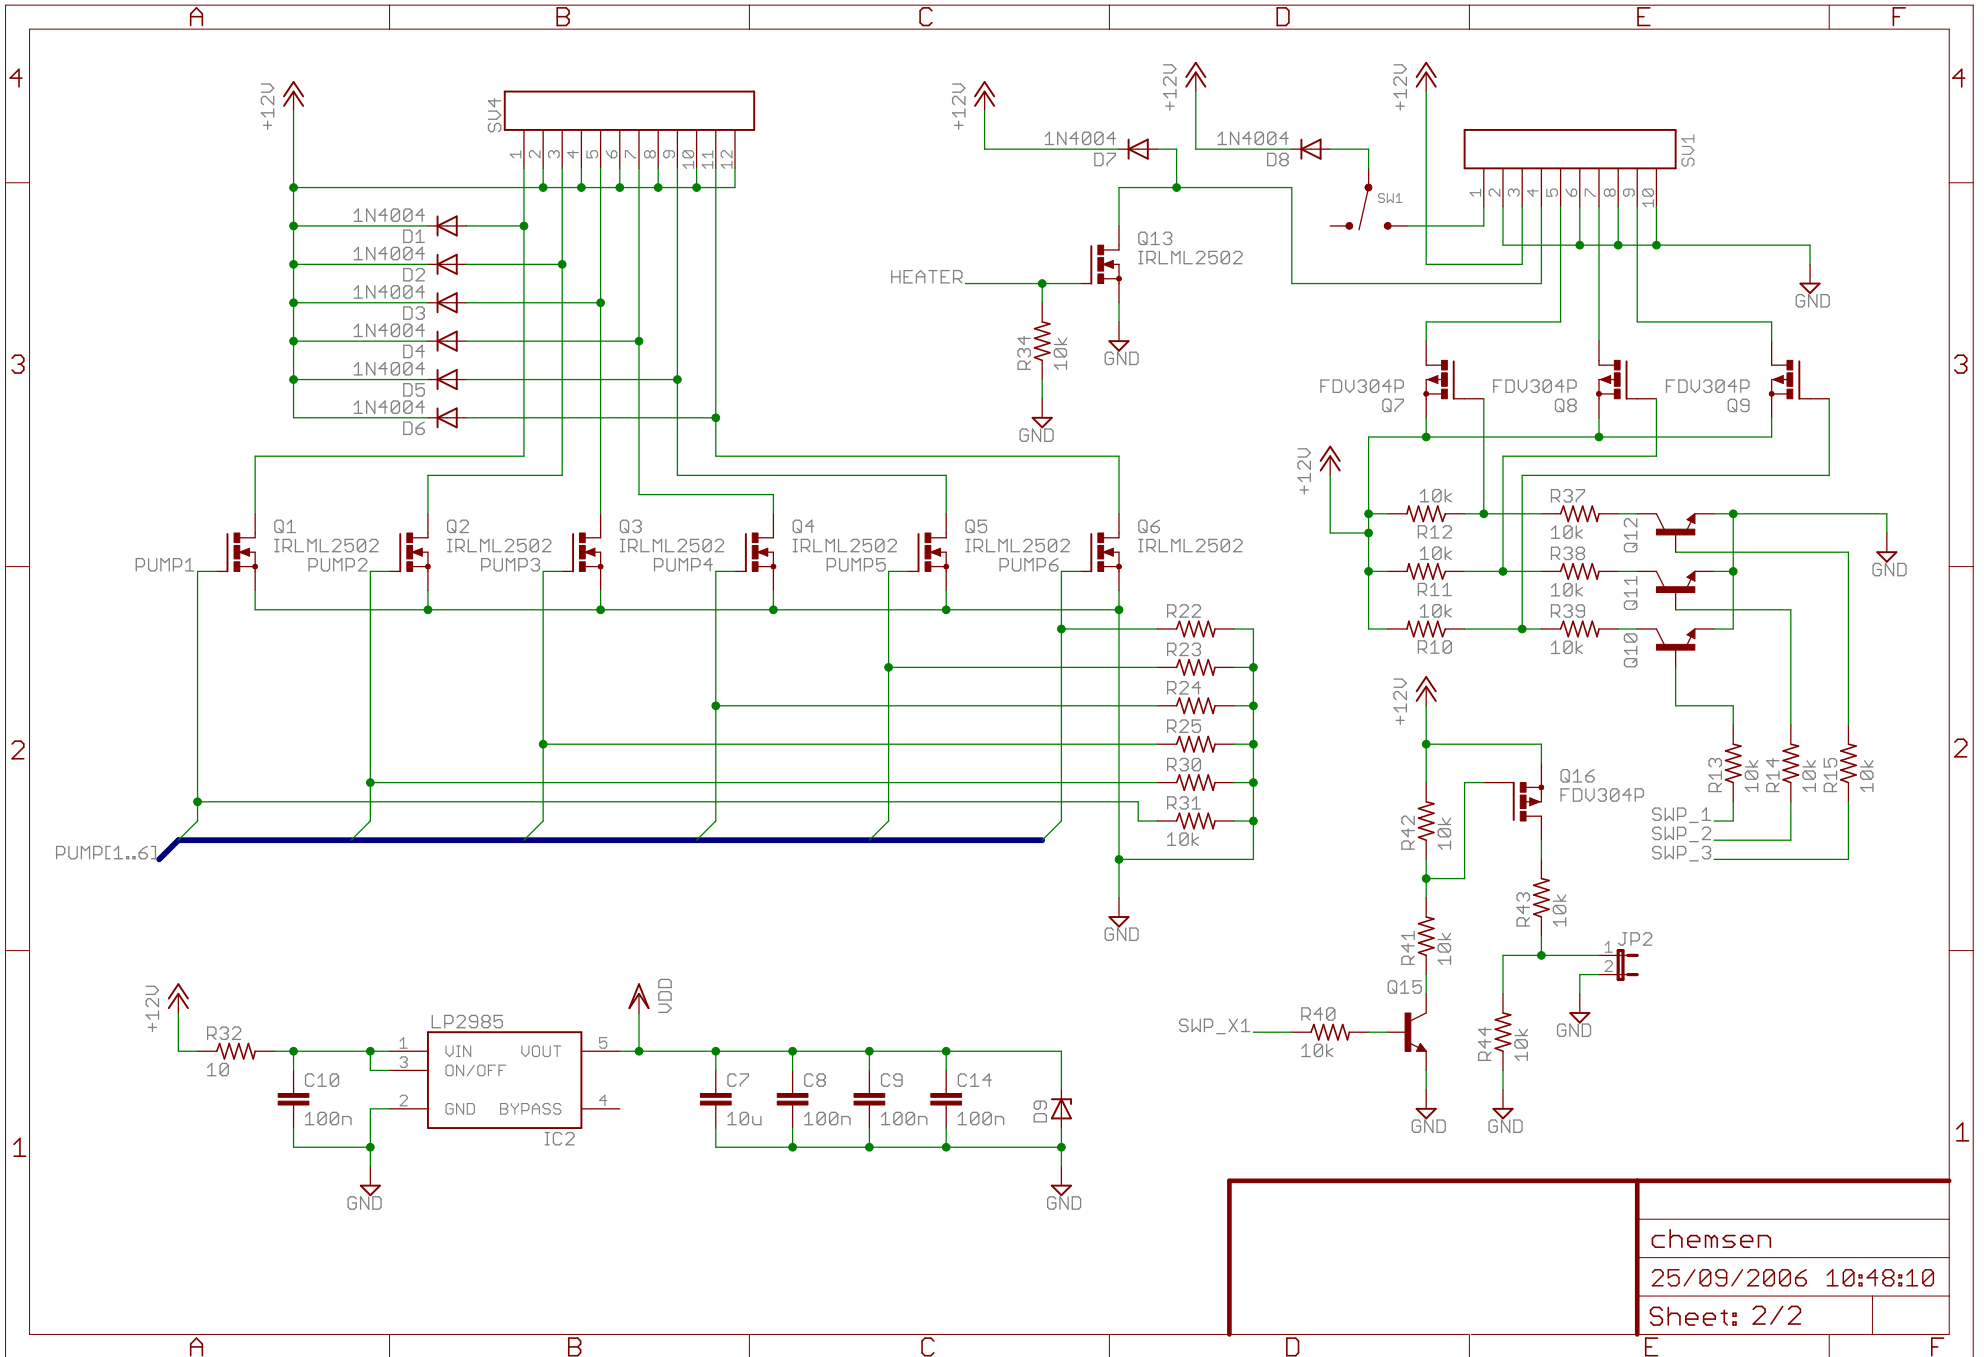 A B C D E F
4
4
+12V
SV4
1 2 3 4 5 6 7 8 9 10 11 12
+12V
+12V
+12V
1N4004
D7
1N4004
D8
SV1
1 2 3 4 5 6 7 8 9 10
SW1
1N4004
D1
1N4004
D2
1N4004
D3
1N4004
D4
1N4004
D5
1N4004
D6
Q13
IRLML2502
HEATER
R34
10k
GND
GND
GND
3
3
FDV304P
Q7
FDV304P
Q8
FDV304P
Q9
+12V
PUMP1
Q1
IRLML2502
PUMP2
Q2
IRLML2502
PUMP3
Q3
IRLML2502
PUMP4
Q4
IRLML2502
PUMP5
Q5
IRLML2502
PUMP6
Q6
IRLML2502
10k
R12
R37
10k
Q12
10k
R11
R38
10k
Q11
10k
R10
R39
10k
Q10
GND
R22
R23
R24
R25
R30
R31
10k
2
2
PUMP[1..6]
GND
+12V
Q16
FDV304P
R42
10k
R41
10k
R43
10k
R13
10k
R14
10k
R15
10k
SWP_1
SWP_2
SWP_3
JP2
1
2
GND
Q15
SWP_X1
R40
10k
R44
10k
GND
GND
+12V
R32
10
C10
100n
LP2985
1 VIN VOUT 5
3 ON/OFF
2 GND BYPASS 4
IC2
VDD
C7
10u
C8
100n
C9
100n
C14
100n
D9
GND
GND
1
1
chemsen
25/09/2006 10:48:10
Sheet: 2/2
A B C D E F